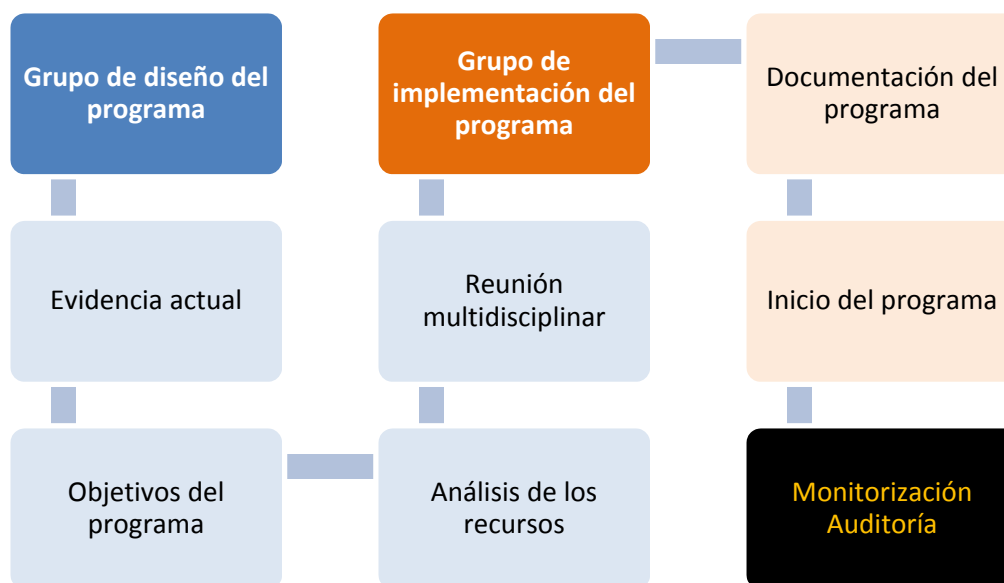 Grupo de diseño del
programa
Evidencia actual
Objetivos del
programa
Análisis de los
recursos
Reunión
multidisciplinar
Grupo de
implementación del
programa
Documentación del
programa
Inicio del programa
Monitorización
Auditoría